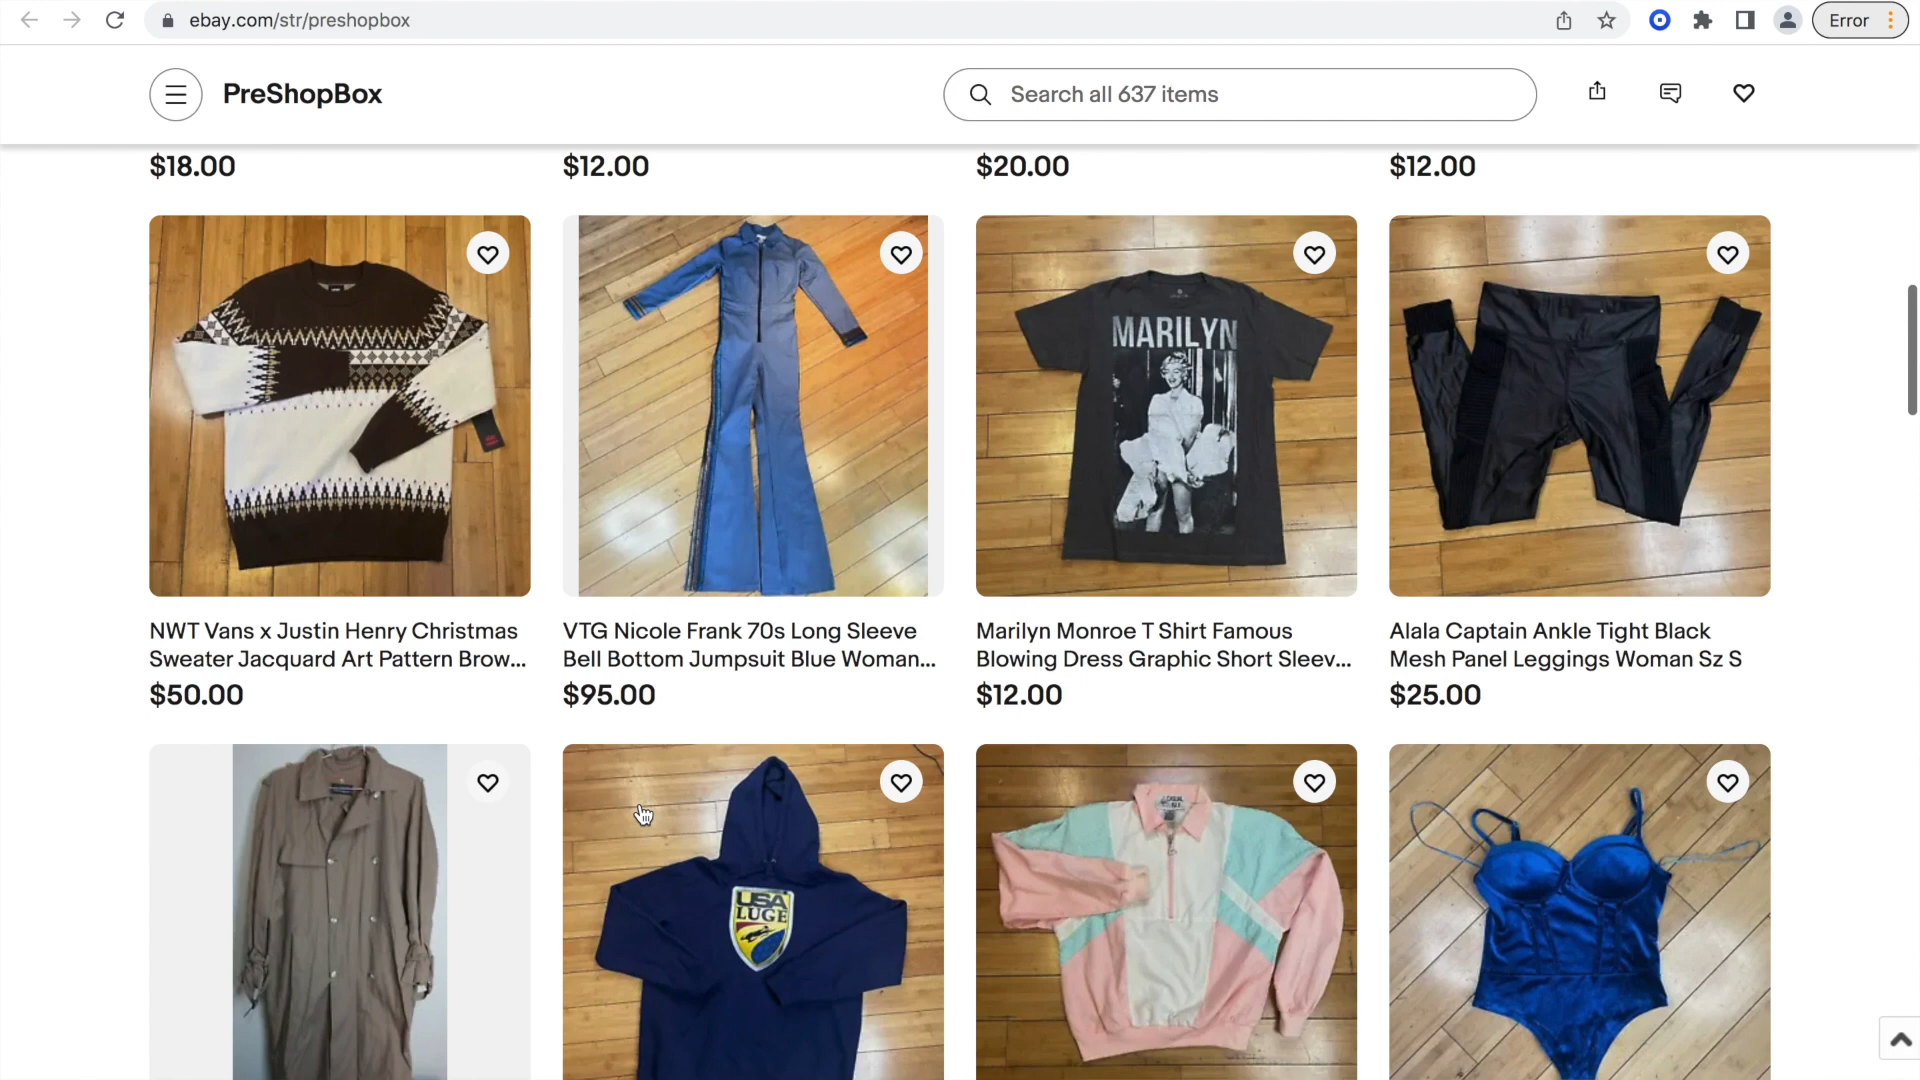 ebay.com/str/preshopbox
Error
PreShopBox
Search all 637 items
$18.00
$12.00
$20.00
$12.00
MARILYN
NWT Vans x Justin Henry Christmas
Sweater Jacquard Art Pattern Brow...
$50.00
VTG Nicole Frank 70s Long Sleeve
Bell Bottom Jumpsuit Blue Woman...
$95.00
Marilyn Monroe T Shirt Famous
Blowing Dress Graphic Short Sleev...
$12.00
Alala Captain Ankle Tight Black
Mesh Panel Leggings Woman Sz S
$25.00
USA
LUGE